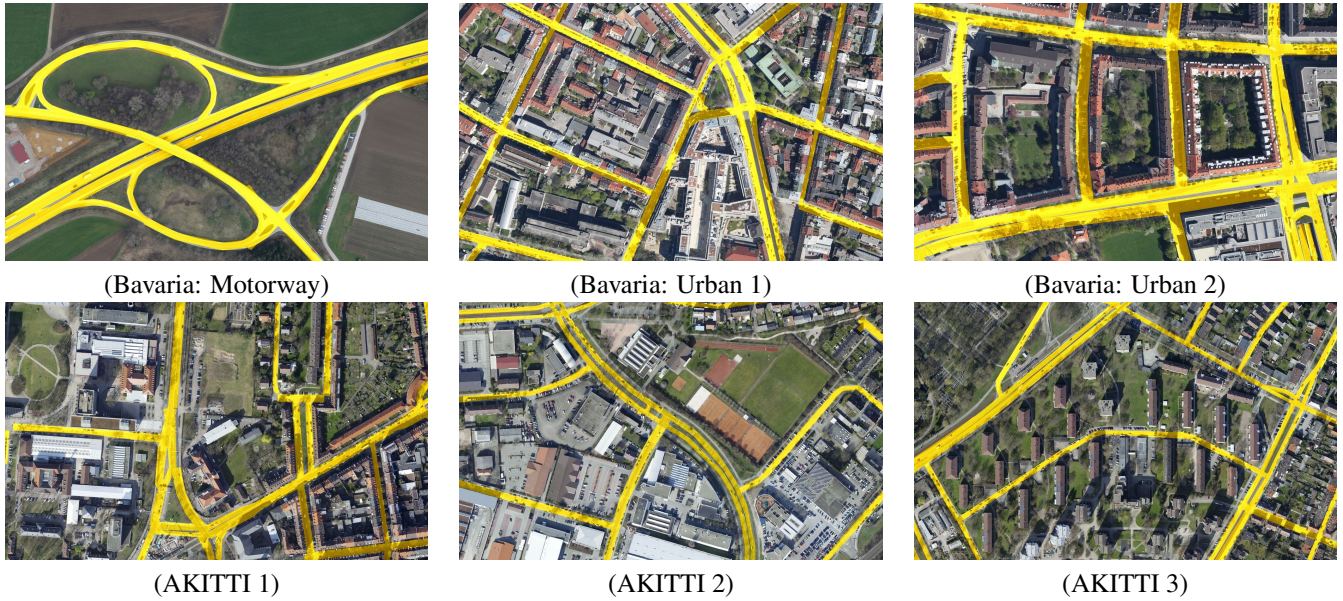 (Bavaria: Motorway)
(Bavaria: Urban 1)
(Bavaria: Urban 2)
(AKITTI 1)
(AKITTI 2)
(AKITTI 3)